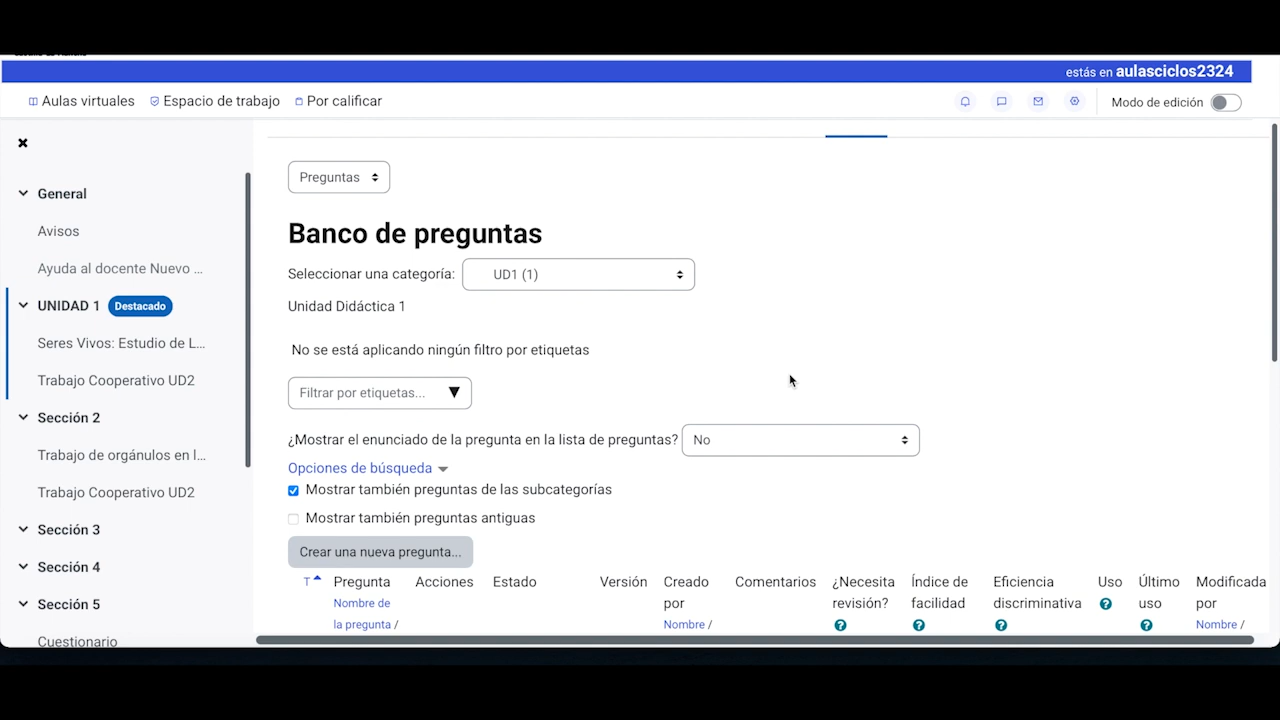 estás en aulasciclos2324
Aulas virtuales Espacio de trabajo Por calificar Modo de edición
General
Avisos
Ayuda al docente Nuevo ...
UNIDAD 1 Destacado
Seres Vivos: Estudio de L...
Trabajo Cooperativo UD2
Sección 2
Trabajo de orgánulos en l...
Trabajo Cooperativo UD2
Sección 3
Sección 4
Sección 5
Cuestionario
Preguntas
Banco de preguntas
Seleccionar una categoría: UD1 (1)
Unidad Didáctica 1
No se está aplicando ningún filtro por etiquetas
Filtrar por etiquetas...
¿Mostrar el enunciado de la pregunta en la lista de preguntas? No
Opciones de búsqueda
Mostrar también preguntas de las subcategorías
Mostrar también preguntas antiguas
Crear una nueva pregunta...
T Pregunta Acciones Estado Versión Creado Comentarios ¿Necesita Índice de Eficiencia Uso Último Modificada
Nombre de por revisión? facilidad discriminativa uso por
la pregunta / Nombre / Nombre /